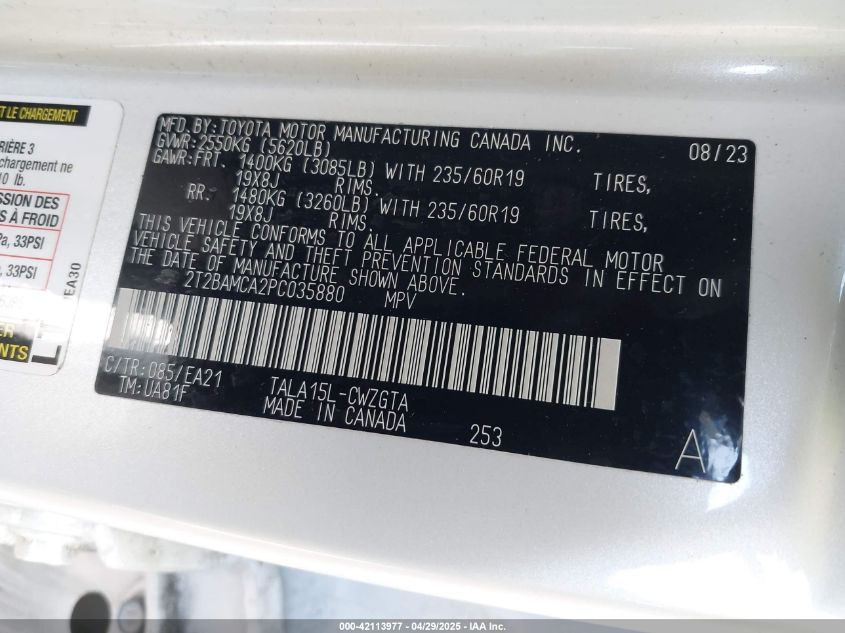 ET LE CHARGEMENT
RIÈRE 3
chargement ne
lb.
SSION DES
S À FROID
33PSI
33PSI
EA30
ENTS
MFD.BY:TOYOTA MOTOR MANUFACTURING CANADA INC. 08/23
GVWR:2550KG (5620LB)
GAWR:FRT. 1400KG (3085LB) WITH 235/60R19 TIRES,
19X8J RIMS.
RR. 1480KG (3260LB) WITH 235/60R19 TIRES,
19X8J RIMS.
THIS VEHICLE CONFORMS TO ALL APPLICABLE FEDERAL MOTOR
VEHICLE SAFETY AND THEFT PREVENTION STANDARDS IN EFFECT ON
THE DATE OF MANUFACTURE SHOWN ABOVE.
2T2BAMCA2PC035880 MPV
C/TR:085/EA21 TALA15L-CWZGTA
TM:UA81F MADE IN CANADA 253 A
000-42113977 - 04/29/2025 - IAA Inc.